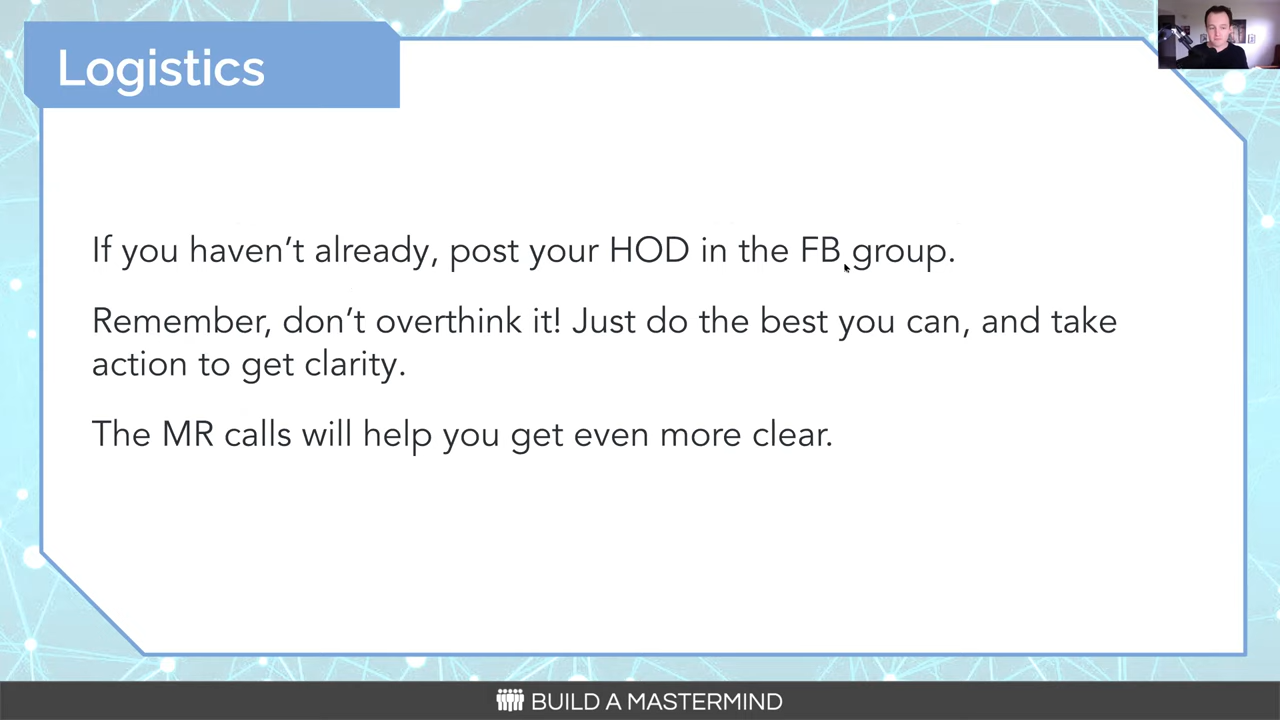 Logistics
If you haven’t already, post your HOD in the FB group.
Remember, don’t overthink it! Just do the best you can, and take
action to get clarity.
The MR calls will help you get even more clear.
BUILD A MASTERMIND